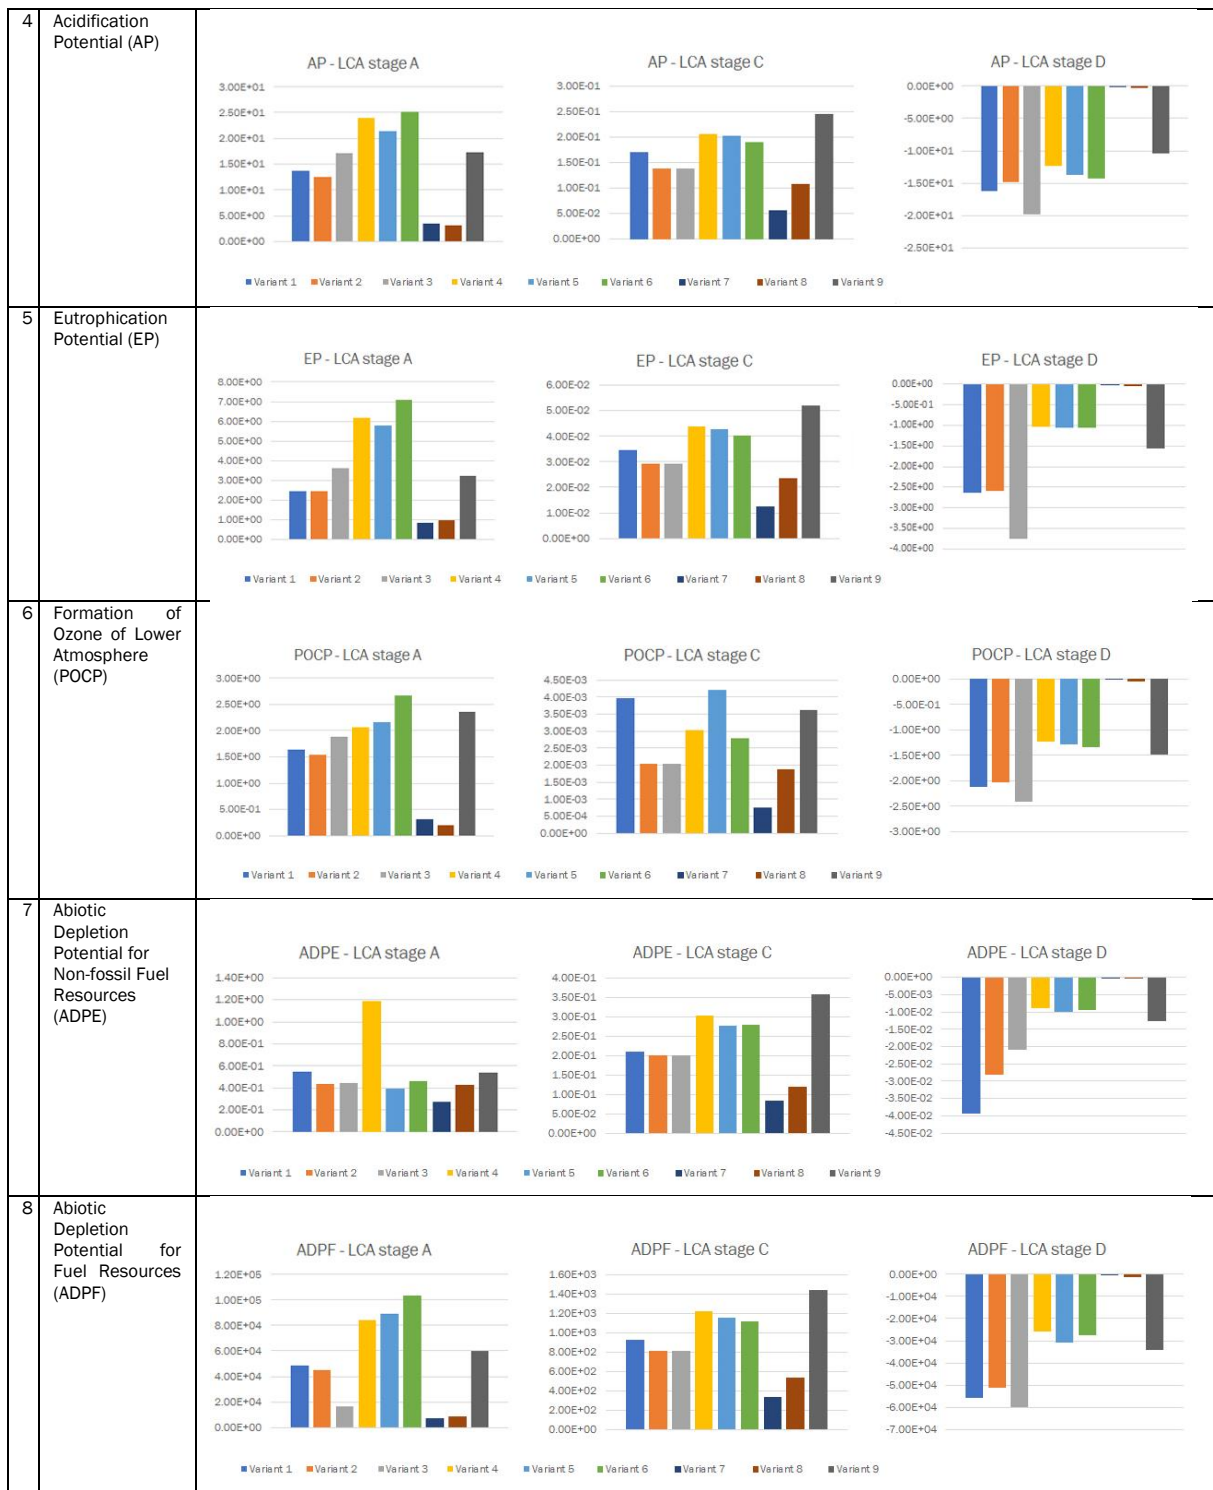 4 Acidification
Potential (AP)
AP - LCA stage A
3.00E+01
2.50E+01
2.00E+01
1.50E+01
1.00E+01
5.00E+00
0.00E+00
AP - LCA stage C
3.00E-01
2.50E-01
2.00E-01
1.50E-01
1.00E-01
5.00E-02
0.00E+00
AP - LCA stage D
0.00E+00
-5.00E+00
-1.00E+01
-1.50E+01
-2.00E+01
-2.50E+01
Variant 1 Variant 2 Variant 3 Variant 4 Variant 5 Variant 6 Variant 7 Variant 8 Variant 9
5 Eutrophication
Potential (EP)
EP - LCA stage A
8.00E+00
7.00E+00
6.00E+00
5.00E+00
4.00E+00
3.00E+00
2.00E+00
1.00E+00
0.00E+00
EP - LCA stage C
6.00E-02
5.00E-02
4.00E-02
3.00E-02
2.00E-02
1.00E-02
0.00E+00
EP - LCA stage D
0.00E+00
-5.00E-01
-1.00E+00
-1.50E+00
-2.00E+00
-2.50E+00
-3.00E+00
-3.50E+00
-4.00E+00
Variant 1 Variant 2 Variant 3 Variant 4 Variant 5 Variant 6 Variant 7 Variant 8 Variant 9
6 Formation of
Ozone of Lower
Atmosphere
(POCP)
POCP - LCA stage A
3.00E+00
2.50E+00
2.00E+00
1.50E+00
1.00E+00
5.00E-01
0.00E+00
POCP - LCA stage C
4.50E-03
4.00E-03
3.50E-03
3.00E-03
2.50E-03
2.00E-03
1.50E-03
1.00E-03
5.00E-04
0.00E+00
POCP - LCA stage D
0.00E+00
-5.00E-01
-1.00E+00
-1.50E+00
-2.00E+00
-2.50E+00
-3.00E+00
Variant 1 Variant 2 Variant 3 Variant 4 Variant 5 Variant 6 Variant 7 Variant 8 Variant 9
7 Abiotic
Depletion
Potential for
Non-fossil Fuel
Resources
(ADPE)
ADPE - LCA stage A
1.40E+00
1.20E+00
1.00E+00
8.00E-01
6.00E-01
4.00E-01
2.00E-01
0.00E+00
ADPE - LCA stage C
4.00E-01
3.50E-01
3.00E-01
2.50E-01
2.00E-01
1.50E-01
1.00E-01
5.00E-02
0.00E+00
ADPE - LCA stage D
0.00E+00
-5.00E-03
-1.00E-02
-1.50E-02
-2.00E-02
-2.50E-02
-3.00E-02
-3.50E-02
-4.00E-02
-4.50E-02
Variant 1 Variant 2 Variant 3 Variant 4 Variant 5 Variant 6 Variant 7 Variant 8 Variant 9
8 Abiotic
Depletion
Potential for
Fuel Resources
(ADPF)
ADPF - LCA stage A
1.20E+05
1.00E+05
8.00E+04
6.00E+04
4.00E+04
2.00E+04
0.00E+00
ADPF - LCA stage C
1.60E+03
1.40E+03
1.20E+03
1.00E+03
8.00E+02
6.00E+02
4.00E+02
2.00E+02
0.00E+00
ADPF - LCA stage D
0.00E+00
-1.00E+04
-2.00E+04
-3.00E+04
-4.00E+04
-5.00E+04
-6.00E+04
-7.00E+04
Variant 1 Variant 2 Variant 3 Variant 4 Variant 5 Variant 6 Variant 7 Variant 8 Variant 9